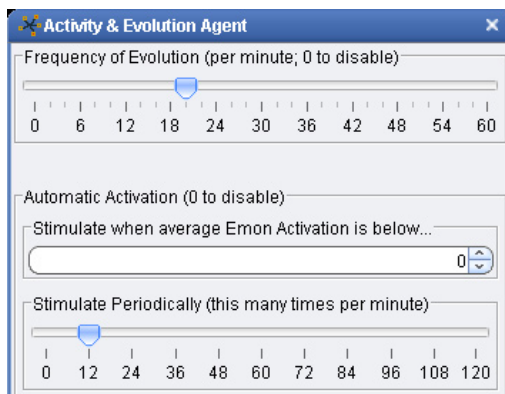 Activity & Evolution Agent
Frequency of Evolution (per minute; 0 to disable)
0 6 12 18 24 30 36 42 48 54 60
Automatic Activation (0 to disable)
Stimulate when average Emon Activation is below...
0
Stimulate Periodically (this many times per minute)
0 12 24 36 48 60 72 84 96 108 120